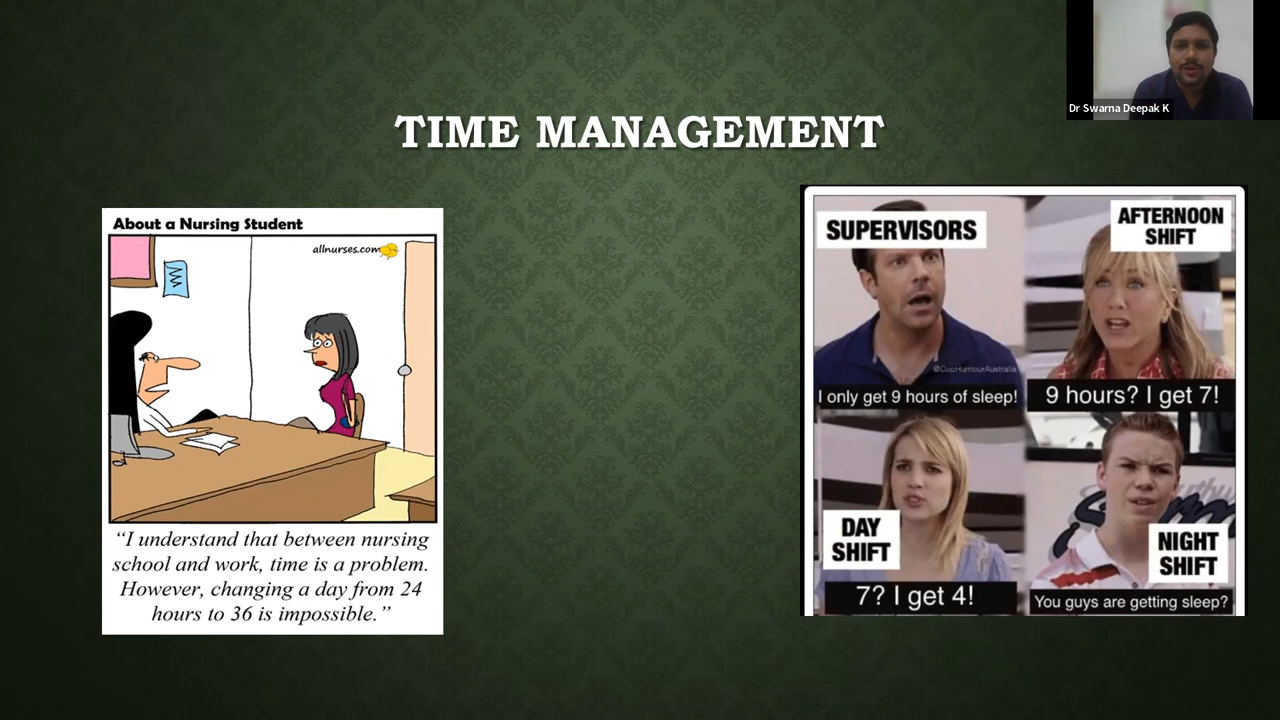 Dr Swarna Deepak K
TIME MANAGEMENT
About a Nursing Student
allnurses.com
“I understand that between nursing
school and work, time is a problem.
However, changing a day from 24
hours to 36 is impossible.”
SUPERVISORS
@CopHumourAustralia
I only get 9 hours of sleep!
AFTERNOON
SHIFT
9 hours? I get 7!
DAY
SHIFT
7? I get 4!
NIGHT
SHIFT
You guys are getting sleep?